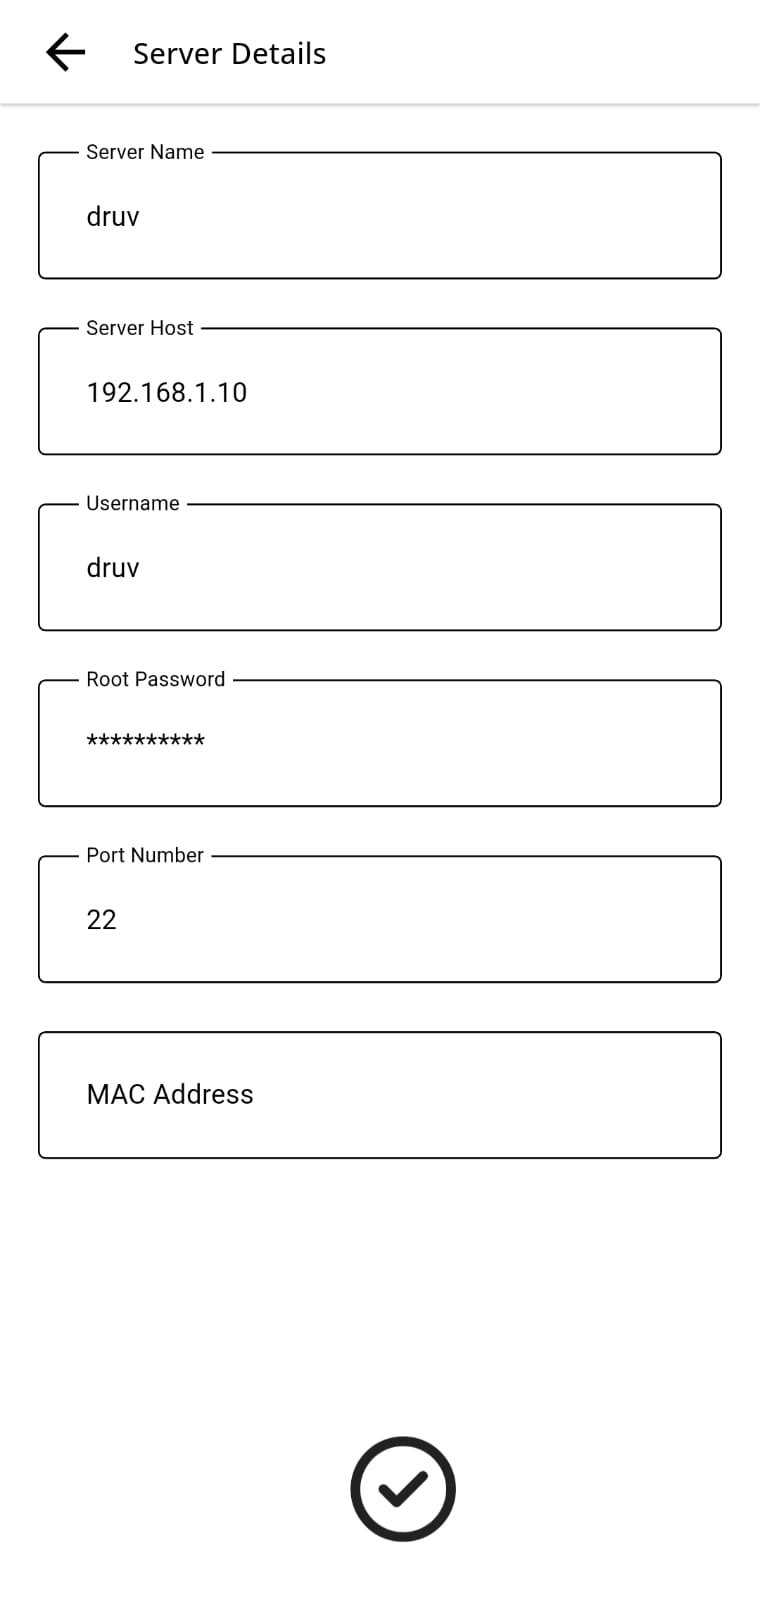 Server Details
Server Name
druv
Server Host
192.168.1.10
Username
druv
Root Password
**********
Port Number
22
MAC Address